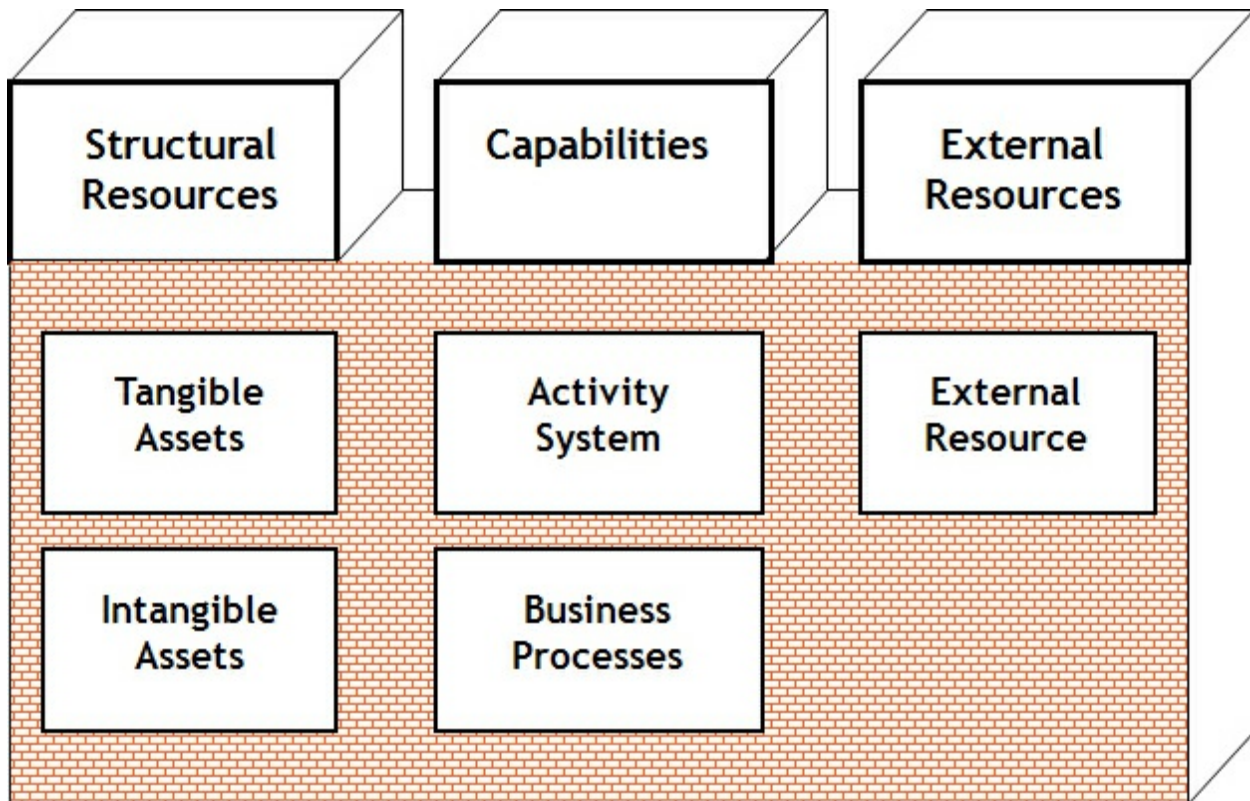 Structural
Resources
Capabilities
External
Resources
Tangible
Assets
Activity
System
External
Resource
Intangible
Assets
Business
Processes